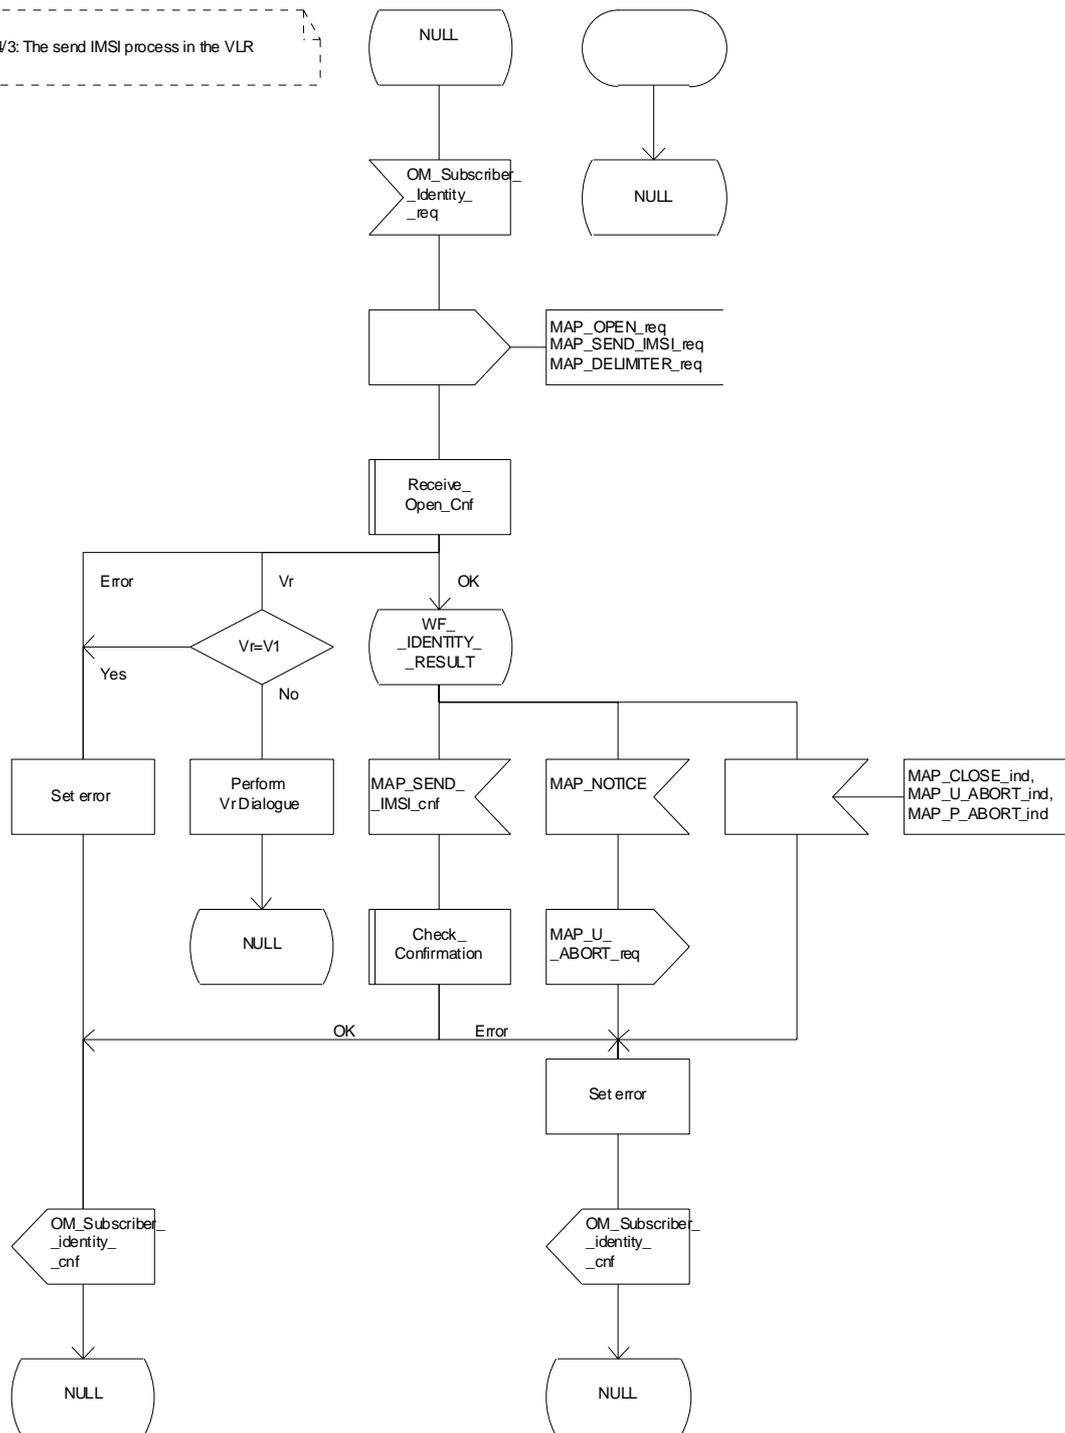 /3: The send IMSI process in the VLR
NULL
OM_Subscriber_
_Identity_
_req
NULL
MAP_OPEN_req
MAP_SEND_IMSI_req
MAP_DELIMITER_req
Receive_
Open_Cnf
Error
Vr
OK
Vr=V1
WF_
_IDENTITY_
_RESULT
Yes
No
Set error
Perform
Vr Dialogue
MAP_SEND_
_IMSI_cnf
MAP_NOTICE
MAP_CLOSE_ind,
MAP_U_ABORT_ind,
MAP_P_ABORT_ind
NULL
Check_
Confirmation
MAP_U_
_ABORT_req
OK
Error
Set error
OM_Subscriber_
_identity_
_cnf
OM_Subscriber_
_identity_
_cnf
NULL
NULL